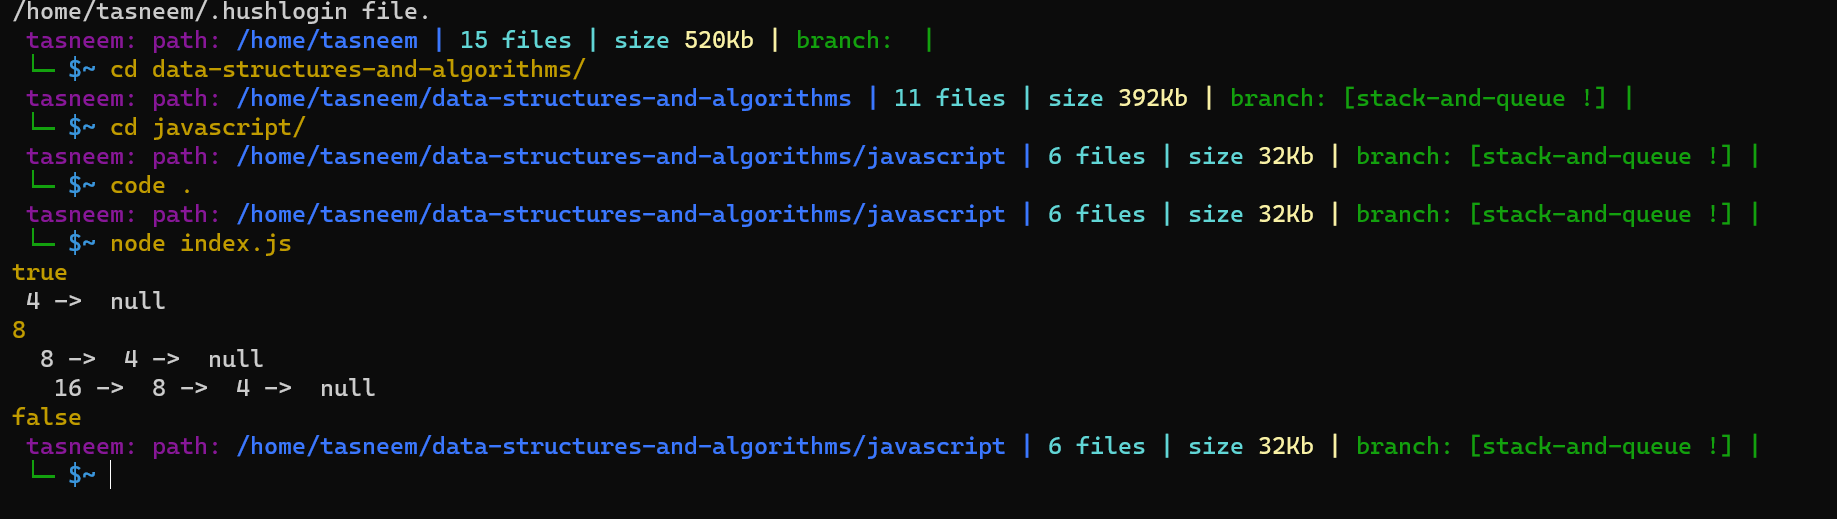 /home/tasneem/.hushlogin file.
tasneem: path: /home/tasneem | 15 files | size 520Kb | branch:  |
└─ $~ cd data-structures-and-algorithms/
tasneem: path: /home/tasneem/data-structures-and-algorithms | 11 files | size 392Kb | branch: [stack-and-queue !] |
└─ $~ cd javascript/
tasneem: path: /home/tasneem/data-structures-and-algorithms/javascript | 6 files | size 32Kb | branch: [stack-and-queue !] |
└─ $~ code .
tasneem: path: /home/tasneem/data-structures-and-algorithms/javascript | 6 files | size 32Kb | branch: [stack-and-queue !] |
└─ $~ node index.js
true
 4 ->  null
8
  8 ->  4 ->  null
   16 ->  8 ->  4 ->  null
false
tasneem: path: /home/tasneem/data-structures-and-algorithms/javascript | 6 files | size 32Kb | branch: [stack-and-queue !] |
└─ $~